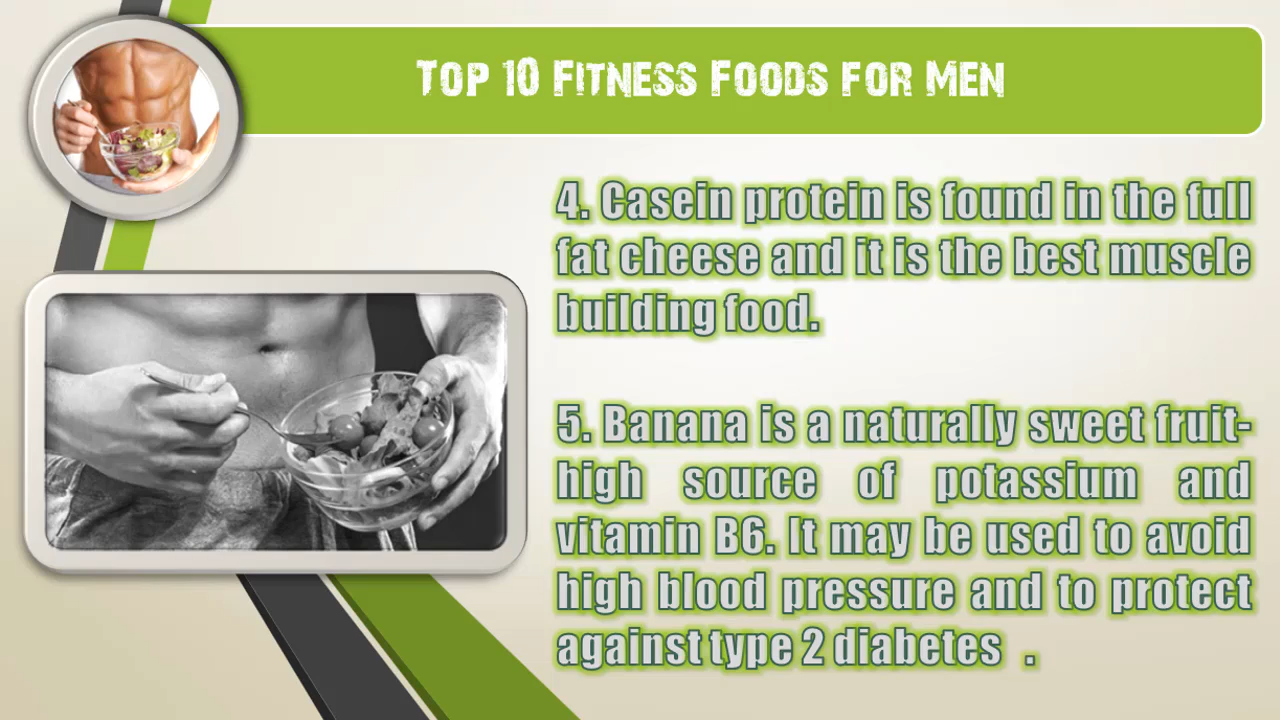 Top 10 Fitness Foods for Men
4. Casein protein is found in the full
fat cheese and it is the best muscle
building food.
5. Banana is a naturally sweet fruit-
high source of potassium and
vitamin B6. It may be used to avoid
high blood pressure and to protect
against type 2 diabetes .